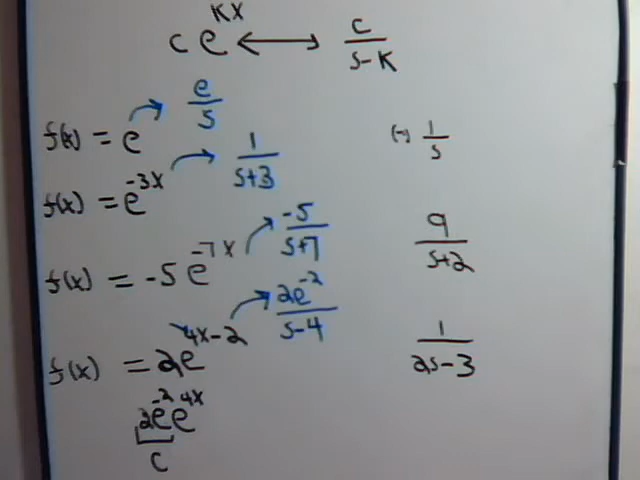 ce^{kx} ⟷ c/(s-k)
f(x) = e → e/s
f(x) = e^{-3x} → 1/(s+3)
f(x) = -5e^{-7x} → -5/(s+7)
f(x) = 2e^{4x-2} → 2e^{-2}/(s-4)
2e^{-2}e^{4x}
c
1/s
9/(s+2)
1/(2s-3)